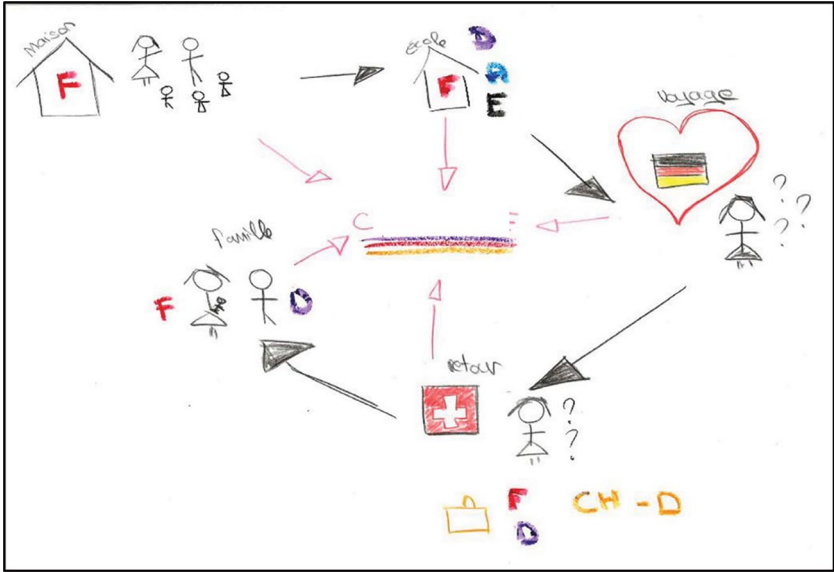 Maison
F
école
D
F
A
E
Voyage
? ? ? ?
C F
famille
F D
retour
? ?
F CH - D
D